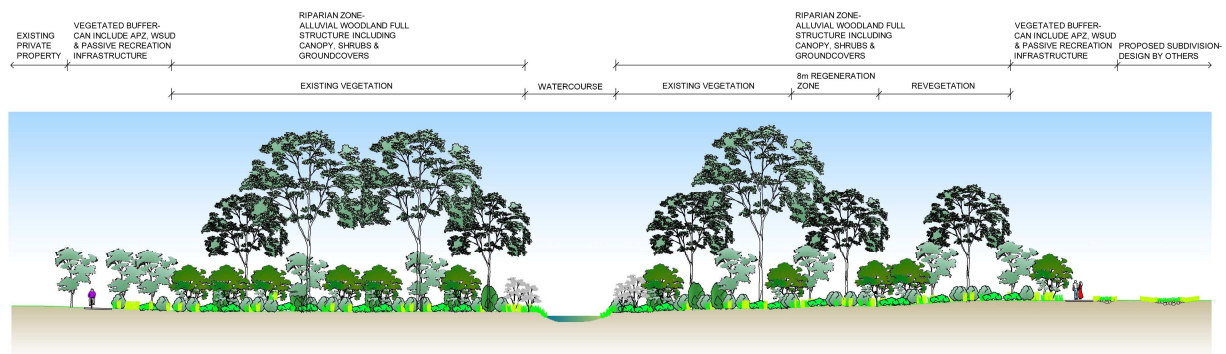 EXISTING
PRIVATE
PROPERTY
VEGETATED BUFFER-
CAN INCLUDE APZ, WSUD
& PASSIVE RECREATION
INFRASTRUCTURE
RIPARIAN ZONE-
ALLUVIAL WOODLAND FULL
STRUCTURE INCLUDING
CANOPY, SHRUBS &
GROUNDCOVERS
RIPARIAN ZONE-
ALLUVIAL WOODLAND FULL
STRUCTURE INCLUDING
CANOPY, SHRUBS &
GROUNDCOVERS
VEGETATED BUFFER-
CAN INCLUDE APZ, WSUD
& PASSIVE RECREATION
INFRASTRUCTURE
PROPOSED SUBDIVISION-
DESIGN BY OTHERS
EXISTING VEGETATION
WATERCOURSE
EXISTING VEGETATION
8m REGENERATION
ZONE
REVEGETATION